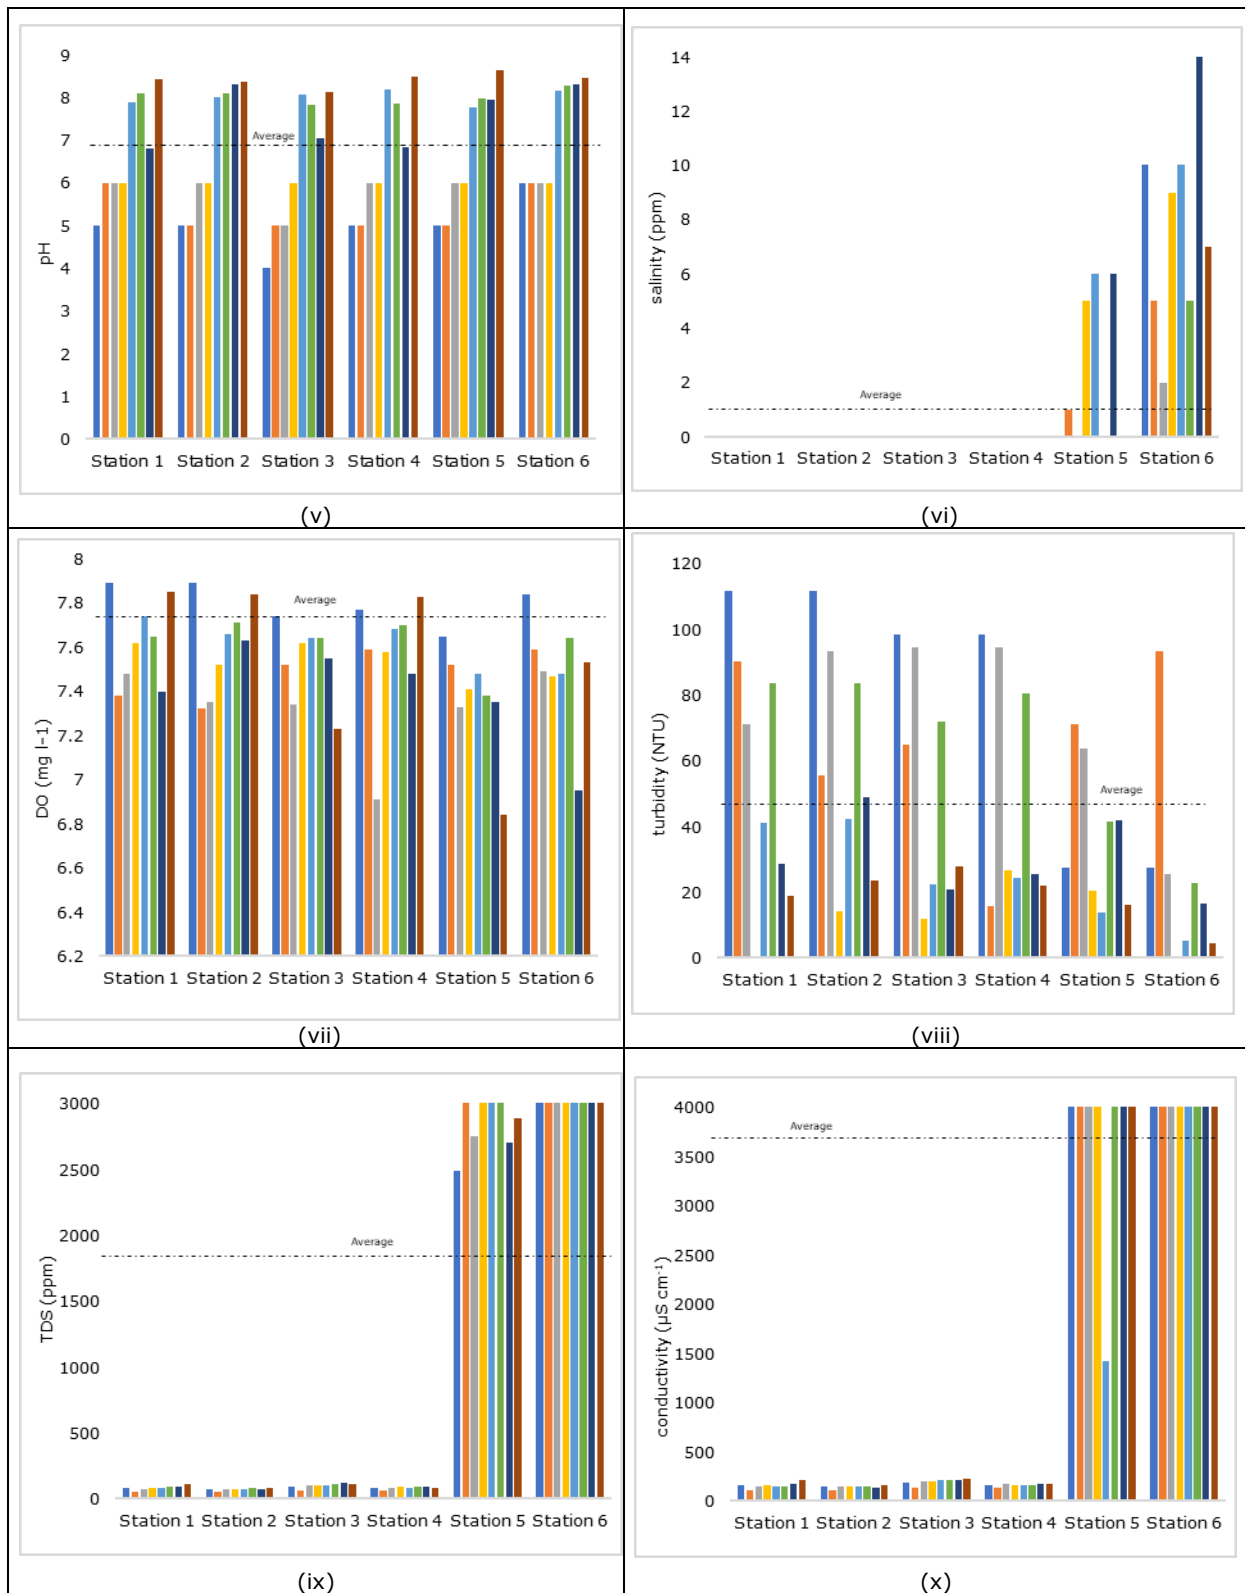 9
8
7
6
5
4
3
2
1
0
pH
Average
Station 1 Station 2 Station 3 Station 4 Station 5 Station 6
(v)
14
12
10
8
6
4
2
0
salinity (ppm)
Average
Station 1 Station 2 Station 3 Station 4 Station 5 Station 6
(vi)
8
7.8
7.6
7.4
7.2
7
6.8
6.6
6.4
6.2
DO (mg l-1)
Average
Station 1 Station 2 Station 3 Station 4 Station 5 Station 6
(vii)
120
100
80
60
40
20
0
turbidity (NTU)
Average
Station 1 Station 2 Station 3 Station 4 Station 5 Station 6
(viii)
3000
2500
2000
1500
1000
500
0
TDS (ppm)
Average
Station 1 Station 2 Station 3 Station 4 Station 5 Station 6
(ix)
4000
3500
3000
2500
2000
1500
1000
500
0
conductivity (µS cm⁻¹)
Average
Station 1 Station 2 Station 3 Station 4 Station 5 Station 6
(x)